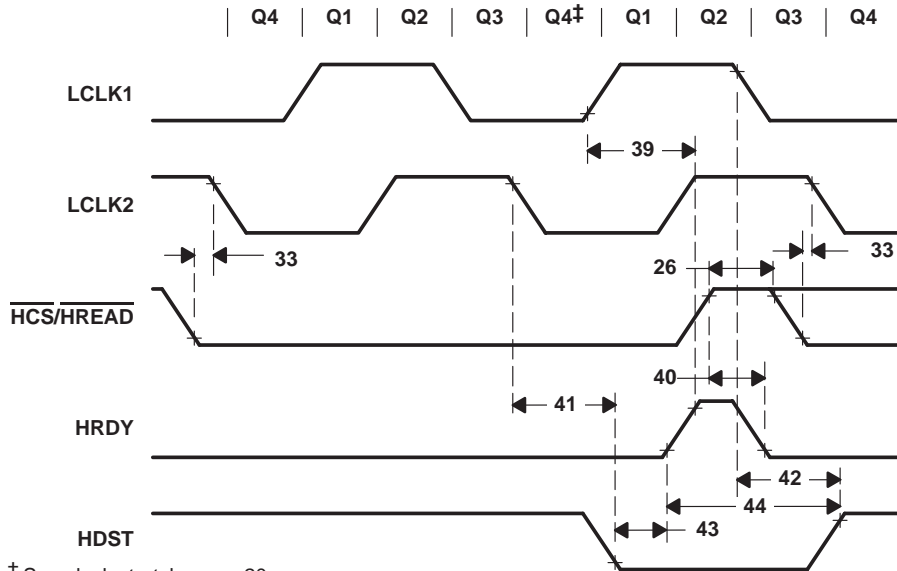 Q4 Q1 Q2 Q3 Q4‡ Q1 Q2 Q3 Q4
LCLK1
39
LCLK2
33
26
33
HCS/HREAD
40
41
HRDY
42
44
43
HDST